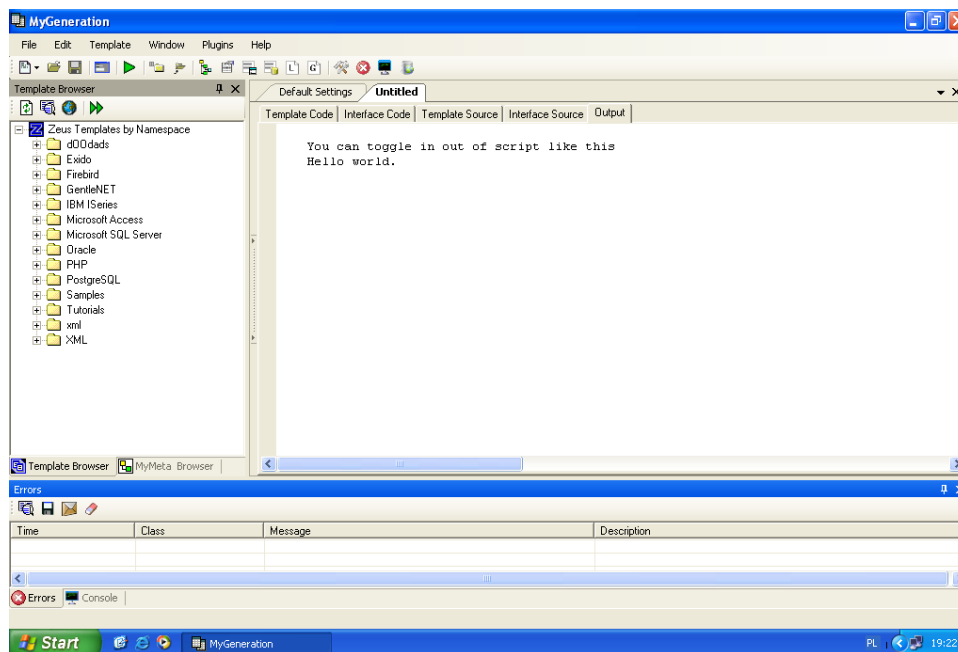 MyGeneration
File Edit Template Window Plugins Help
Template Browser
Default Settings Untitled
Template Code Interface Code Template Source Interface Source Output
Zeus Templates by Namespace
dOOdads
Exido
Firebird
GentleNET
IBM ISeries
Microsoft Access
Microsoft SQL Server
Oracle
PHP
PostgreSQL
Samples
Tutorials
xml
XML
You can toggle in out of script like this
Hello world.
Template Browser MyMeta Browser
Errors
Time Class Message Description
Errors Console
Start MyGeneration PL 19:22